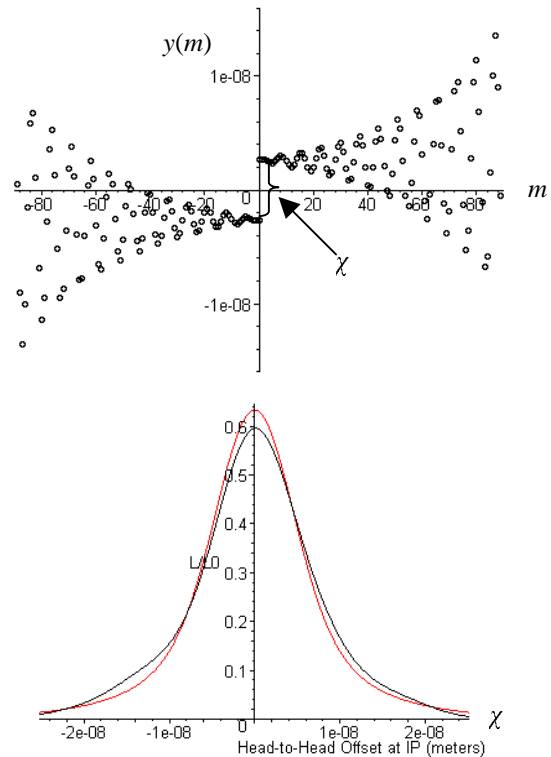 y(m)
1e-08
-80 -60 -40 -20 0 20 40 60 80
m
χ
-1e-08
0.6
0.5
0.4
L/L0
0.3
0.2
0.1
0
-2e-08 -1e-08 1e-08 2e-08
χ
Head-to-Head Offset at IP (meters)